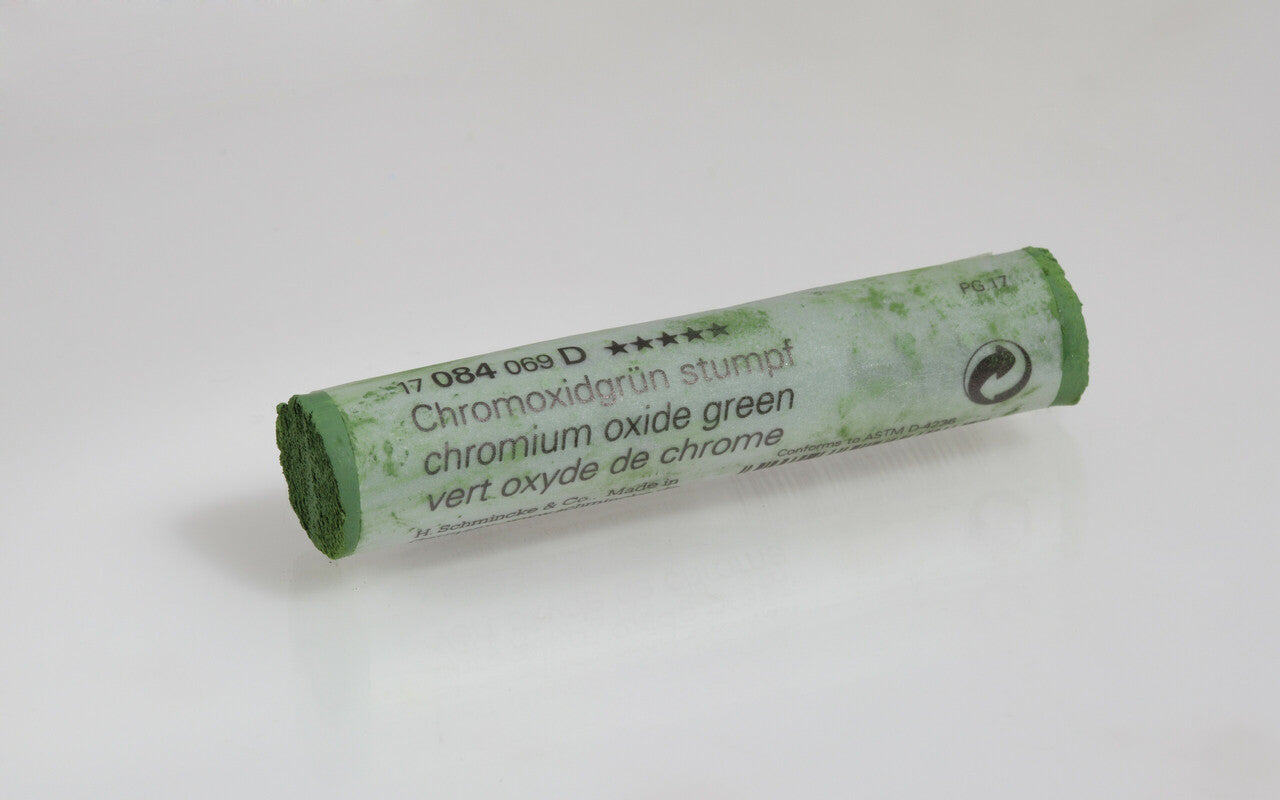 17 084 069 D ★★★★★
Chromoxidgrün stumpf
chromium oxide green
vert oxyde de chrome
H. Schmincke & Co., Made in
PG 17
Conforms to ASTM D-4236